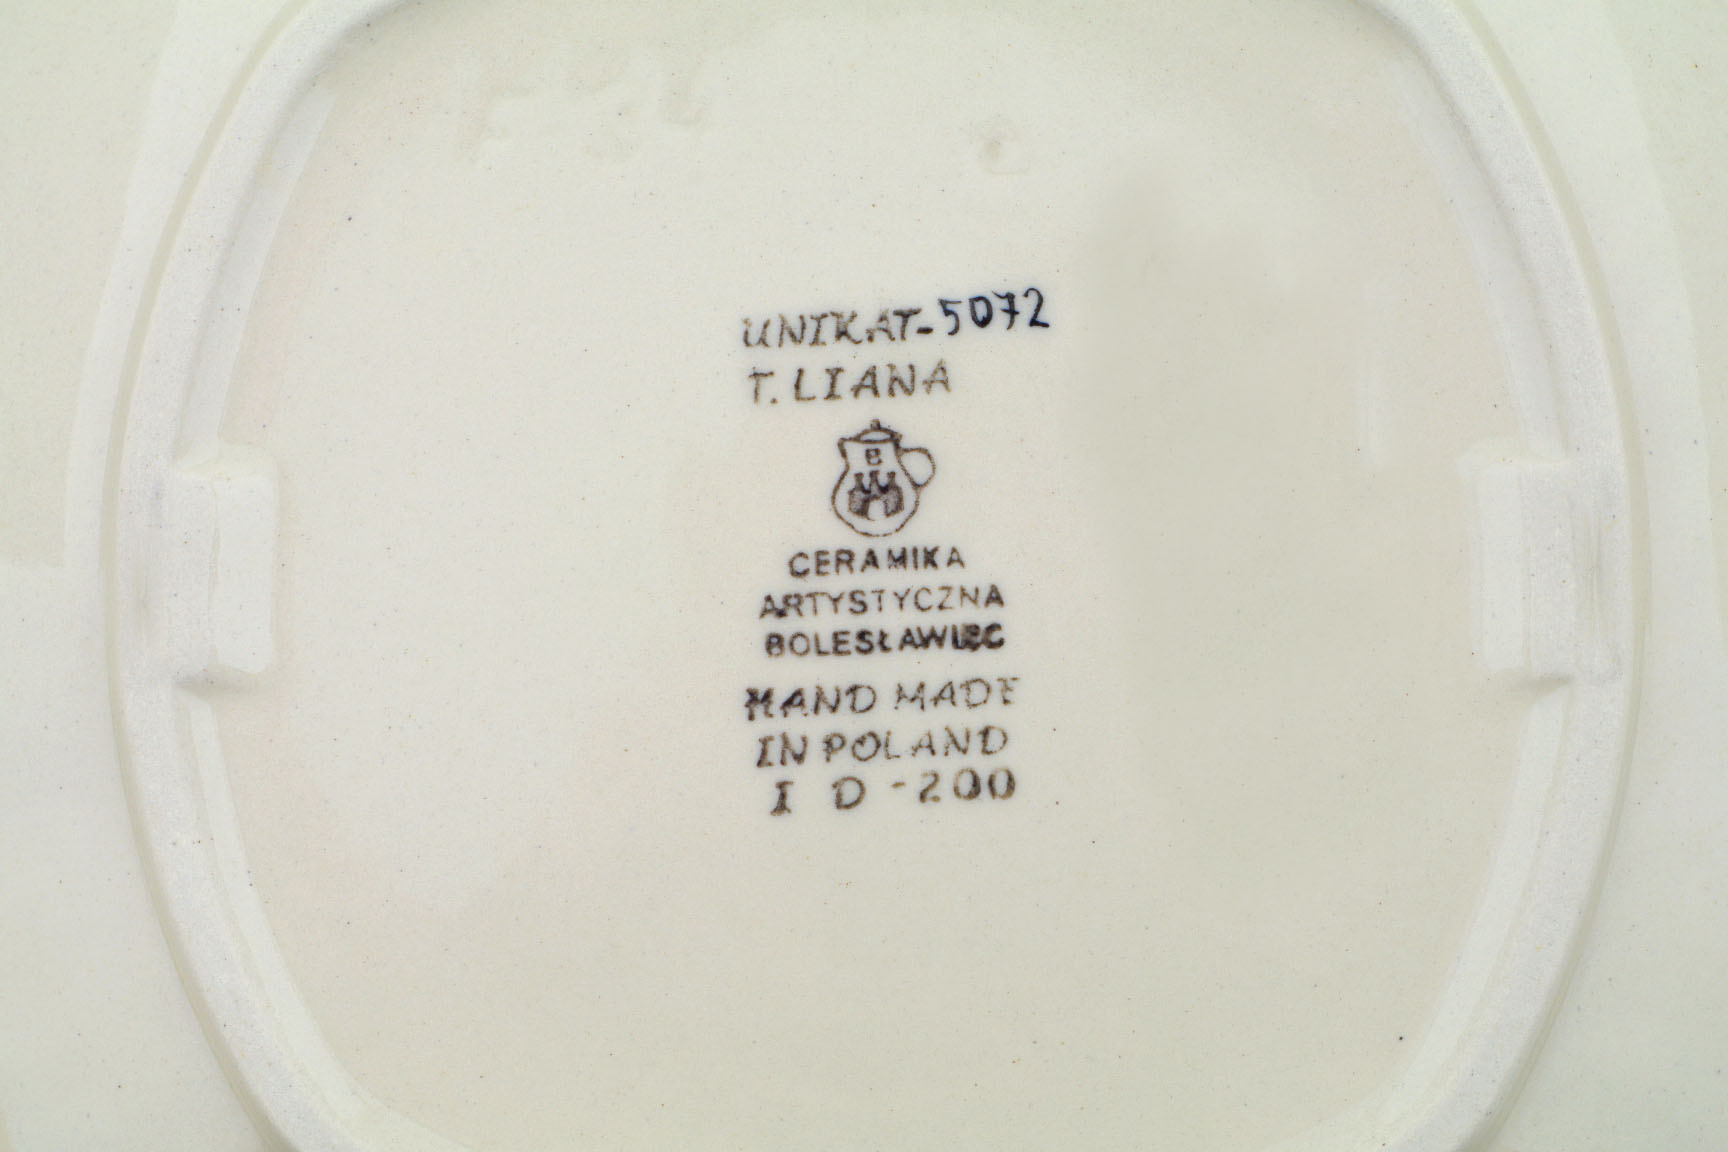 UNIKAT-5072
T. LIANA
B
CERAMIKA
ARTYSTYCZNA
BOLESŁAWIEC
HAND MADE
IN POLAND
I D -200